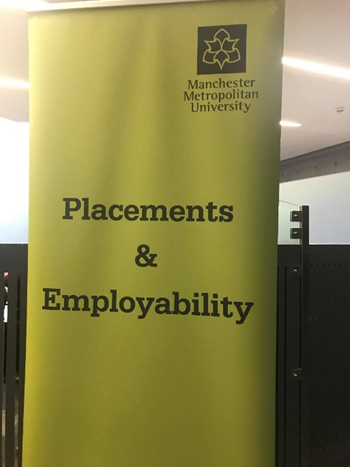 Manchester
Metropolitan
University
Placements
&
Employability